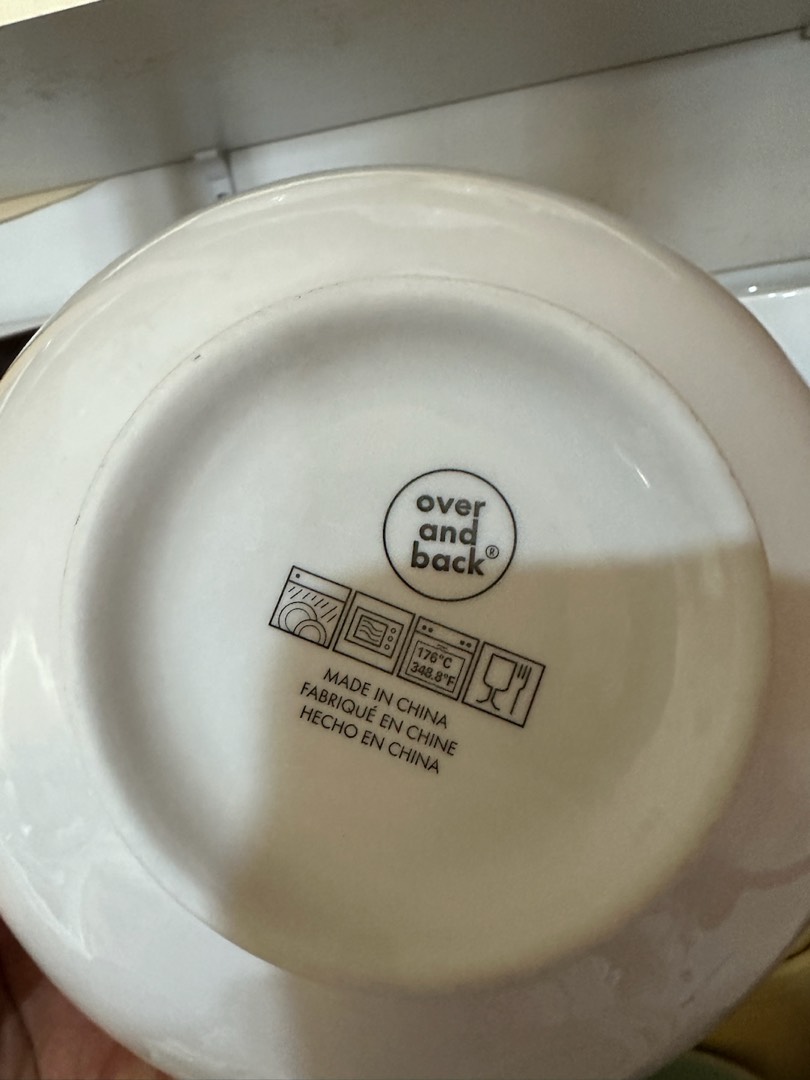 over
and
back®
176°C
348.8°F
MADE IN CHINA
FABRIQUÉ EN CHINE
HECHO EN CHINA